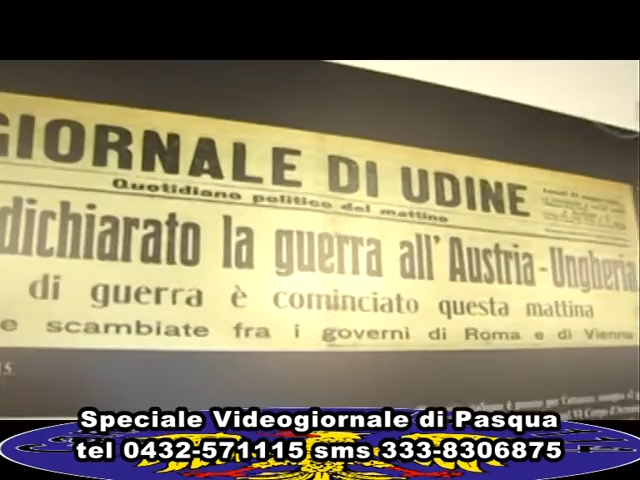 GIORNALE DI UDINE
Quotidiano politico del mattino
dichiarato la guerra all'Austria-Ungheria
di guerra è cominciato questa mattina
e scambiate fra i governi di Roma e di Vienna
Speciale Videogiornale di Pasqua
tel 0432-571115 sms 333-8306875